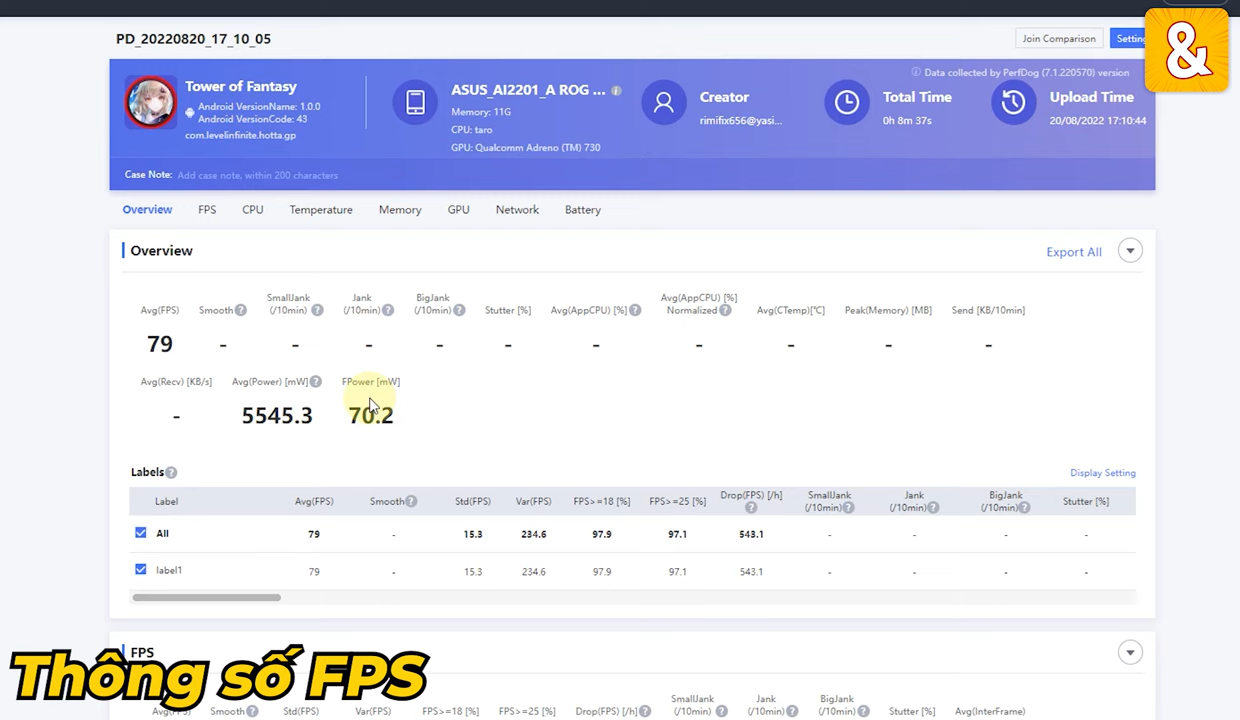 PD_20220820_17_10_05
Join Comparison
Setting
&
Data collected by PerfDog (7.1.220570) version
Tower of Fantasy
Android VersionName: 1.0.0
Android VersionCode: 43
com.levelinfinite.hotta.gp
ASUS_AI2201_A ROG ...
Memory: 11G
CPU: taro
GPU: Qualcomm Adreno (TM) 730
Creator
rimifix656@yasi...
Total Time
0h 8m 37s
Upload Time
20/08/2022 17:10:44
Case Note: Add case note, within 200 characters
Overview FPS CPU Temperature Memory GPU Network Battery
Overview
Export All
Avg(FPS) Smooth SmallJank (/10min) Jank (/10min) BigJank (/10min) Stutter [%] Avg(AppCPU) [%] Avg(AppCPU) [%] Normalized Avg(CTemp)[℃] Peak(Memory) [MB] Send [KB/10min]
79 - - - - - - - - - -
Avg(Recv) [KB/s] Avg(Power) [mW] FPower [mW]
- 5545.3 70.2
Labels
Display Setting
Label Avg(FPS) Smooth Std(FPS) Var(FPS) FPS>=18 [%] FPS>=25 [%] Drop(FPS) [/h] SmallJank (/10min) Jank (/10min) BigJank (/10min) Stutter [%]
All 79 - 15.3 234.6 97.9 97.1 543.1 - - - -
label1 79 - 15.3 234.6 97.9 97.1 543.1 - - - -
FPS
Thông số FPS
Avg(FPS) Smooth Std(FPS) Var(FPS) FPS>=18 [%] FPS>=25 [%] Drop(FPS) [/h] SmallJank (/10min) Jank (/10min) BigJank (/10min) Stutter [%] Avg(InterFrame)